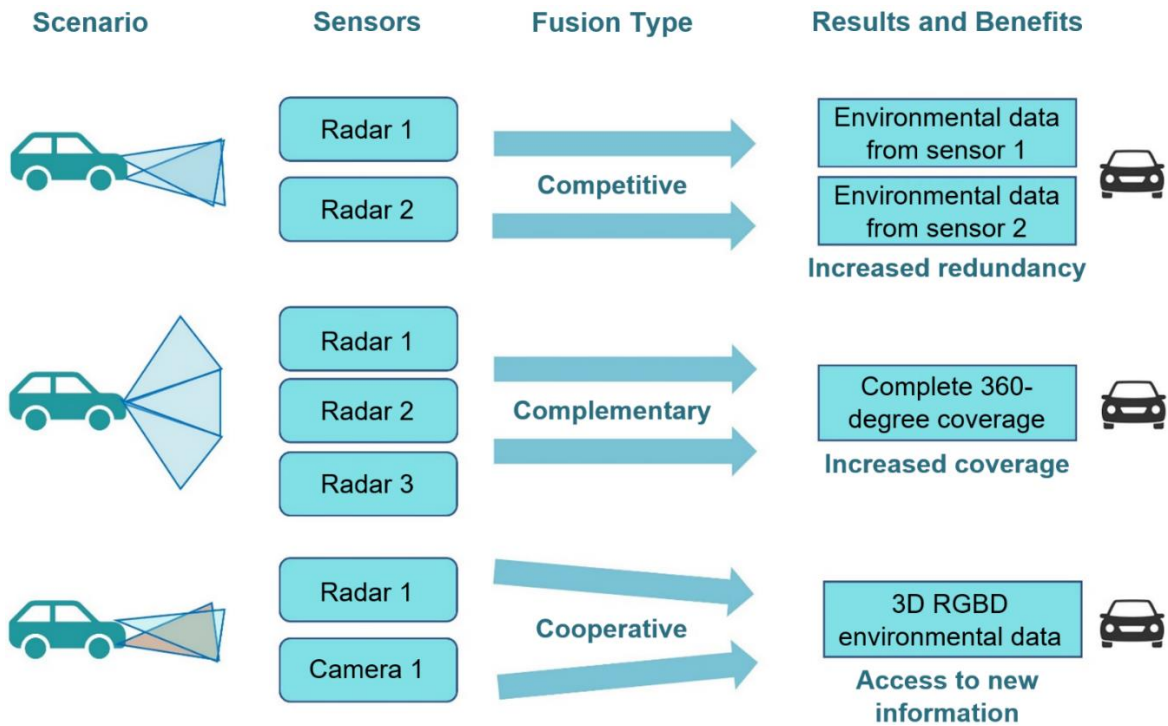 Scenario
Sensors
Fusion Type
Results and Benefits
Radar 1
Radar 2
Competitive
Environmental data
from sensor 1
Environmental data
from sensor 2
Increased redundancy
Radar 1
Radar 2
Radar 3
Complementary
Complete 360-
degree coverage
Increased coverage
Radar 1
Camera 1
Cooperative
3D RGBD
environmental data
Access to new
information